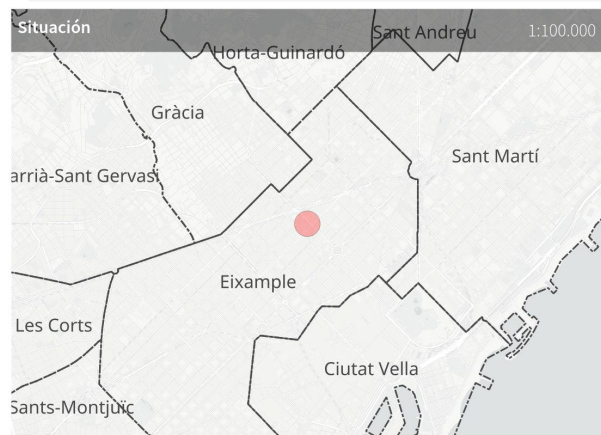 Situación
1:100.000
Sant Andreu
Horta-Guinardó
Gràcia
Sant Martí
arrià-Sant Gervasi
Eixample
Les Corts
Ciutat Vella
Sants-Montjuïc